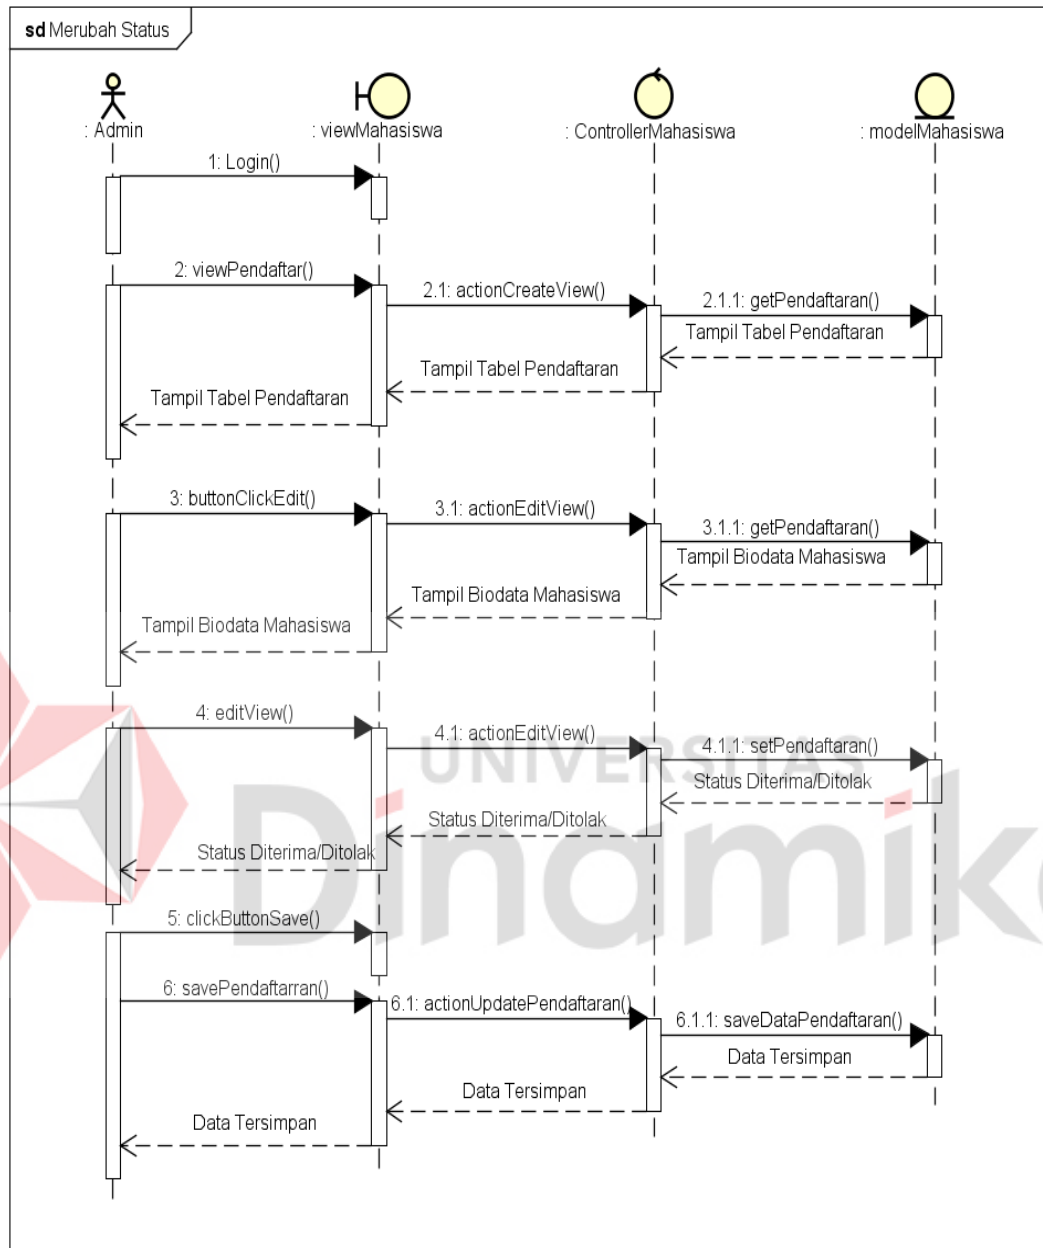 sd Merubah Status
: Admin
: viewMahasiswa
: ControllerMahasiswa
: modelMahasiswa
1: Login()
2: viewPendaftar()
2.1: actionCreateView()
2.1.1: getPendaftaran()
Tampil Tabel Pendaftaran
Tampil Tabel Pendaftaran
Tampil Tabel Pendaftaran
3: buttonClickEdit()
3.1: actionEditView()
3.1.1: getPendaftaran()
Tampil Biodata Mahasiswa
Tampil Biodata Mahasiswa
Tampil Biodata Mahasiswa
4: editView()
4.1: actionEditView()
4.1.1: setPendaftaran()
UNIVERSITAS
Dinamika
Status Diterima/Ditolak
Status Diterima/Ditolak
Status Diterima/Ditolak
5: clickButtonSave()
6: savePendaftarran()
6.1: actionUpdatePendaftaran()
6.1.1: saveDataPendaftaran()
Data Tersimpan
Data Tersimpan
Data Tersimpan